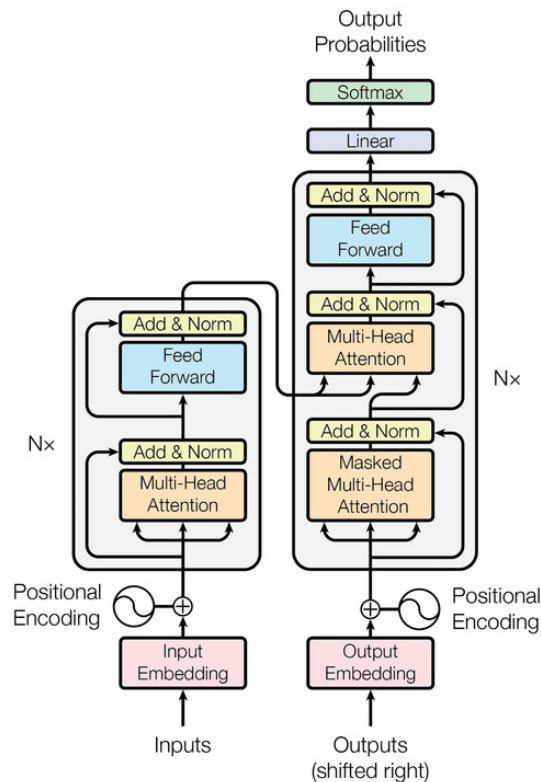 Output
Probabilities
Softmax
Linear
Add & Norm
Feed
Forward
Add & Norm
Multi-Head
Attention
Add & Norm
Masked
Multi-Head
Attention
N×
Add & Norm
Feed
Forward
Add & Norm
Multi-Head
Attention
N×
Positional
Encoding
Positional
Encoding
Input
Embedding
Output
Embedding
Inputs
Outputs
(shifted right)